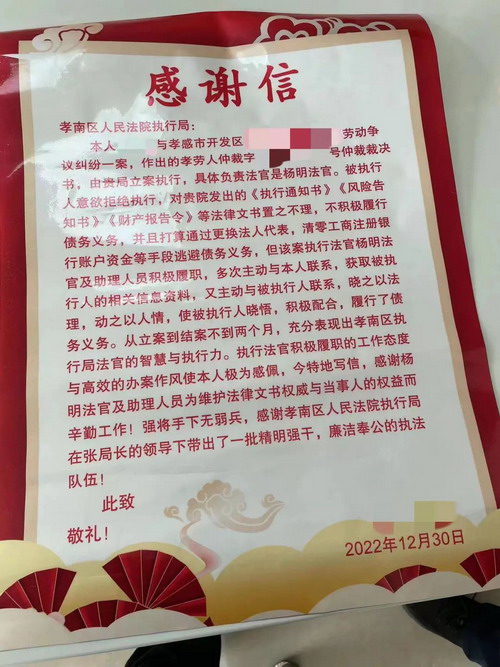 感谢信
孝南区人民法院执行局：
本人 与孝感市开发区 劳动争
议纠纷一案，作出的孝劳人仲裁字 号仲裁裁决
书，由贵局立案执行，具体负责法官是杨明法官。被执行
人意欲拒绝执行，对贵院发出的《执行通知书》《风险告
知书》《财产报告令》等法律文书置之不理，不积极履行
债务义务，并且打算通过更换法人代表，清零工商注册银
行账户资金等手段逃避债务义务，但该案执行法官杨明法
官及助理人员积极履职，多次主动与本人联系，获取被执
行人的相关信息资料，又主动与被执行人联系，晓之以法
理，动之以人情，使被执行人晓悟，积极配合，履行了债
务义务。从立案到结案不到两个月，充分表现出孝南区执
行局法官的智慧与执行力。执行法官积极履职的工作态度
与高效的办案作风使本人极为感佩，今特地写信，感谢杨
明法官及助理人员为维护法律文书权威与当事人的权益而
辛勤工作！强将手下无弱兵，感谢孝南区人民法院执行局
在张局长的领导下带出了一批精明强干，廉洁奉公的执法
队伍！
此致
敬礼！
2022年12月30日